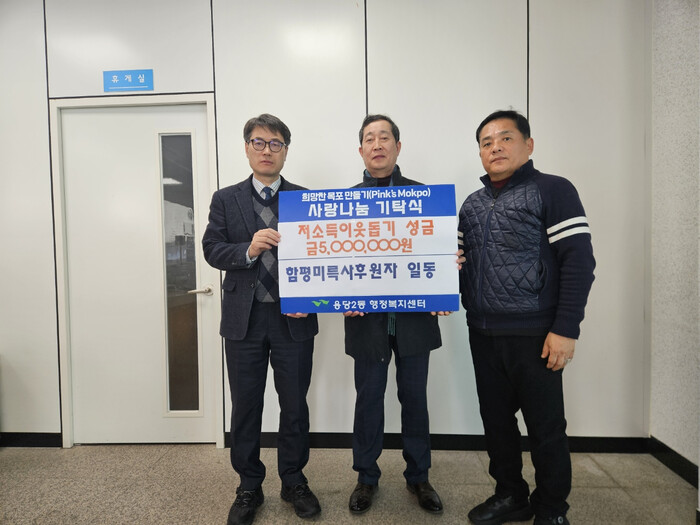 휴게실
희망찬 목포 만들기(Pink's Mokpo)
사랑나눔 기탁식
저소득이웃돕기 성금
금5,000,000원
함평미륵사후원자 일동
용당2동 행정복지센터